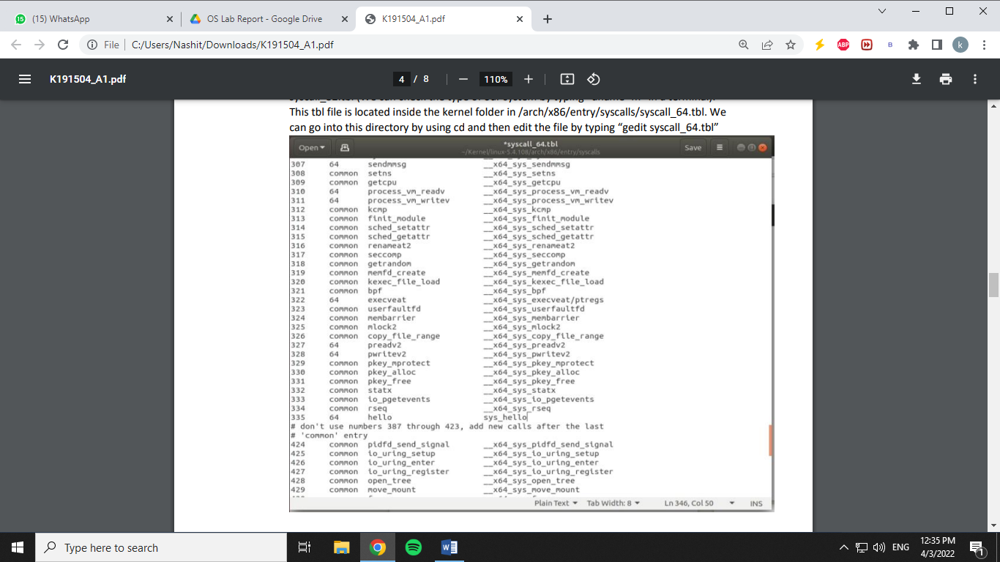 15 (15) WhatsApp OS Lab Report - Google Drive K191504_A1.pdf
File C:/Users/Nashit/Downloads/K191504_A1.pdf ABP B k
K191504_A1.pdf 4 / 8 110%
This tbl file is located inside the kernel folder in /arch/x86/entry/syscalls/syscall_64.tbl. We
can go into this directory by using cd and then edit the file by typing “gedit syscall_64.tbl”
Open *syscall_64.tbl Save
~/Kernel/linux-5.4.108/arch/x86/entry/syscalls
307 64 sendmmsg __x64_sys_sendmmsg
308 common setns __x64_sys_setns
309 common getcpu __x64_sys_getcpu
310 64 process_vm_readv __x64_sys_process_vm_readv
311 64 process_vm_writev __x64_sys_process_vm_writev
312 common kcmp __x64_sys_kcmp
313 common finit_module __x64_sys_finit_module
314 common sched_setattr __x64_sys_sched_setattr
315 common sched_getattr __x64_sys_sched_getattr
316 common renameat2 __x64_sys_renameat2
317 common seccomp __x64_sys_seccomp
318 common getrandom __x64_sys_getrandom
319 common memfd_create __x64_sys_memfd_create
320 common kexec_file_load __x64_sys_kexec_file_load
321 common bpf __x64_sys_bpf
322 64 execveat __x64_sys_execveat/ptregs
323 common userfaultfd __x64_sys_userfaultfd
324 common membarrier __x64_sys_membarrier
325 common mlock2 __x64_sys_mlock2
326 common copy_file_range __x64_sys_copy_file_range
327 64 preadv2 __x64_sys_preadv2
328 64 pwritev2 __x64_sys_pwritev2
329 common pkey_mprotect __x64_sys_pkey_mprotect
330 common pkey_alloc __x64_sys_pkey_alloc
331 common pkey_free __x64_sys_pkey_free
332 common statx __x64_sys_statx
333 common io_pgetevents __x64_sys_io_pgetevents
334 common rseq __x64_sys_rseq
335 64 hello sys_hello
# don't use numbers 387 through 423, add new calls after the last
# 'common' entry
424 common pidfd_send_signal __x64_sys_pidfd_send_signal
425 common io_uring_setup __x64_sys_io_uring_setup
426 common io_uring_enter __x64_sys_io_uring_enter
427 common io_uring_register __x64_sys_io_uring_register
428 common open_tree __x64_sys_open_tree
429 common move_mount __x64_sys_move_mount
Plain Text Tab Width: 8 Ln 346, Col 50 INS
Type here to search W ENG 12:35 PM
4/3/2022 1